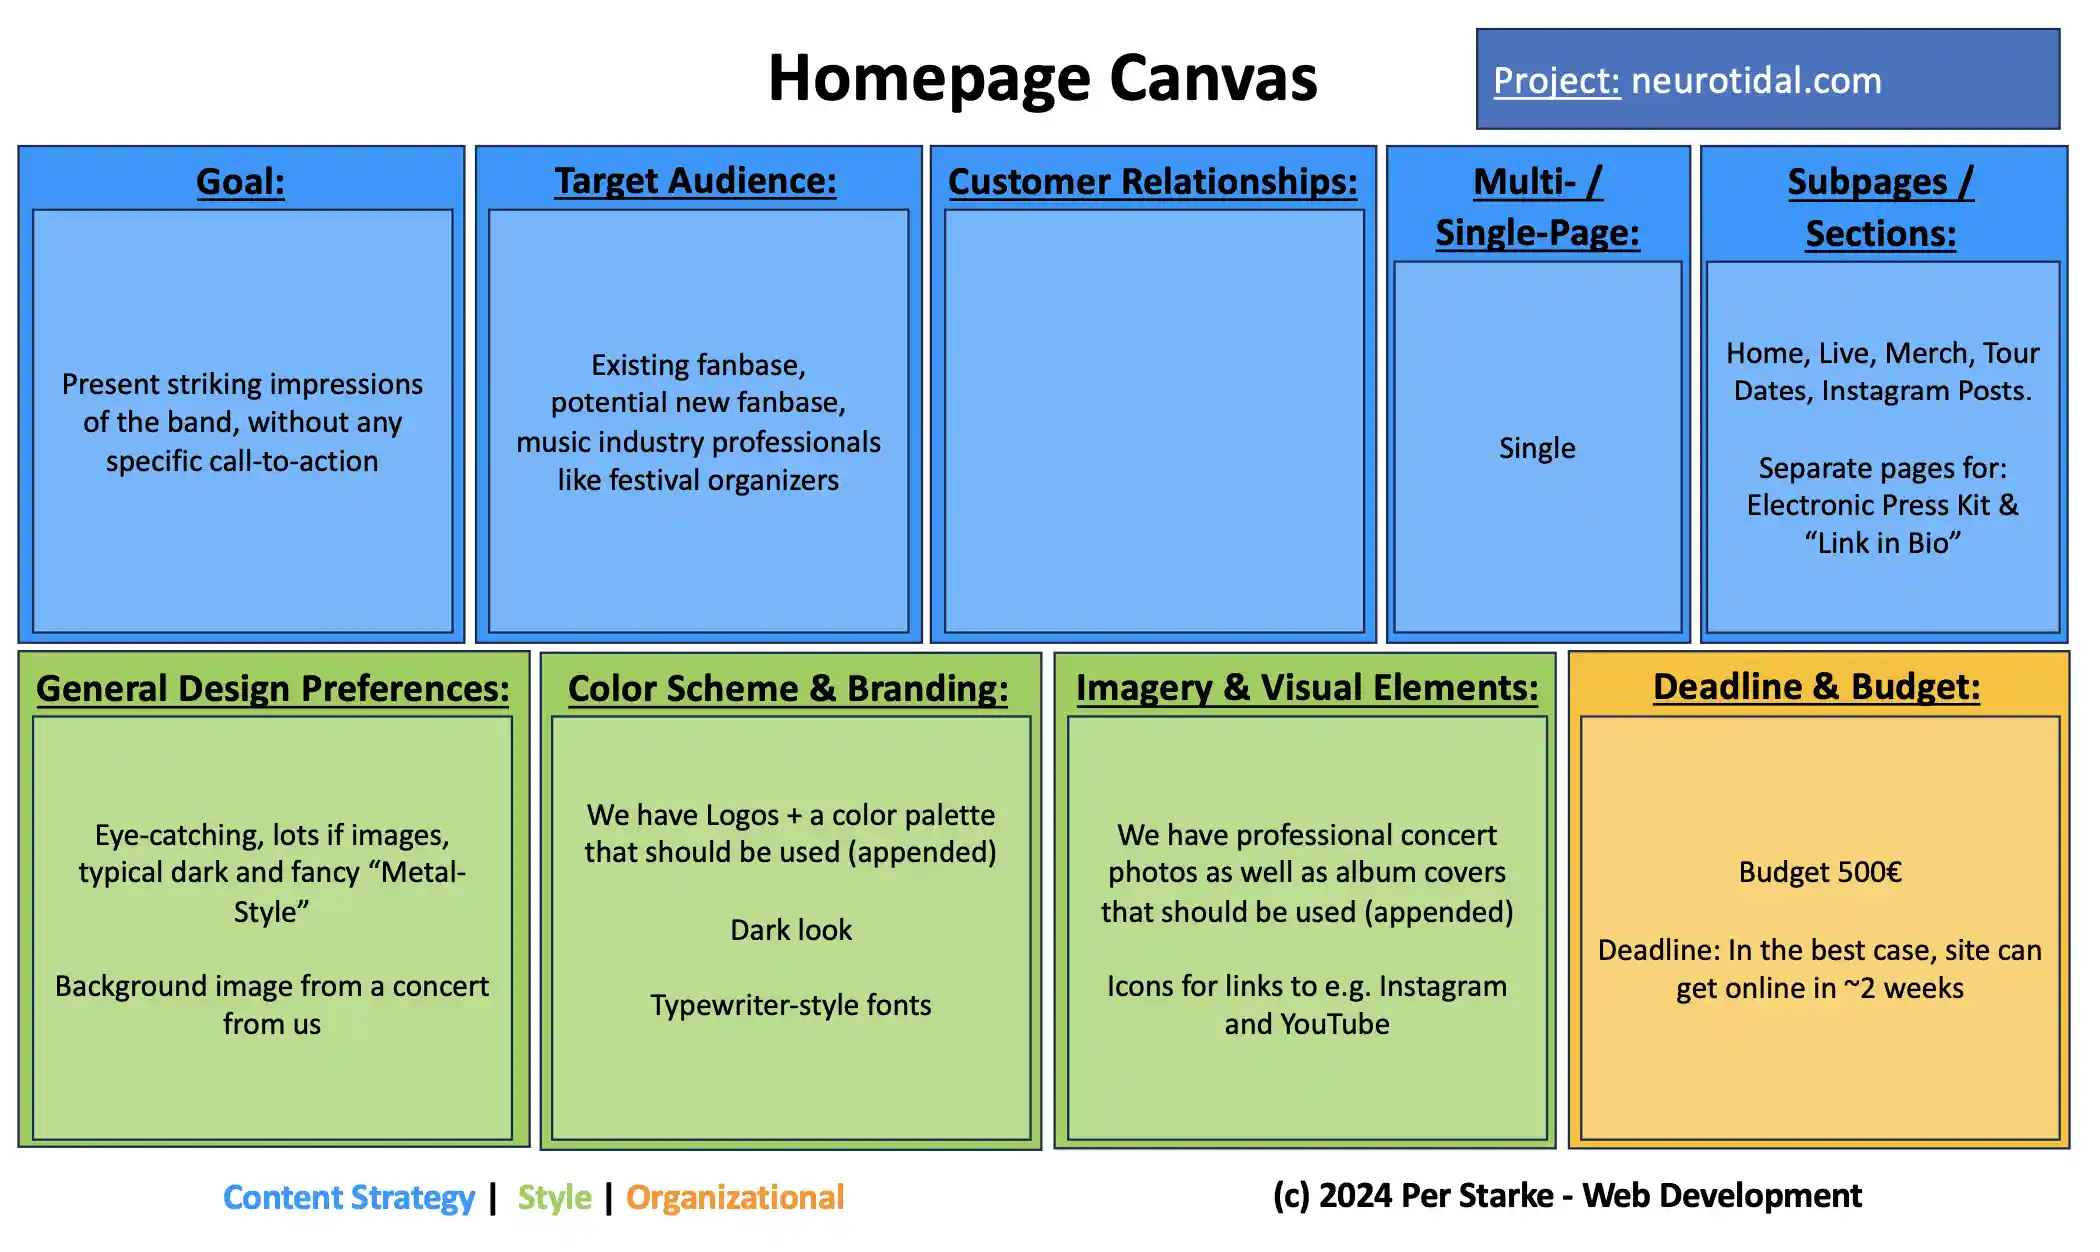 Homepage Canvas
Project: neurotidal.com
Goal:
Present striking impressions
of the band, without any
specific call-to-action
Target Audience:
Existing fanbase,
potential new fanbase,
music industry professionals
like festival organizers
Customer Relationships:
Multi- /
Single-Page:
Single
Subpages /
Sections:
Home, Live, Merch, Tour
Dates, Instagram Posts.
Separate pages for:
Electronic Press Kit &
“Link in Bio”
General Design Preferences:
Eye-catching, lots if images,
typical dark and fancy “Metal-
Style”
Background image from a concert
from us
Color Scheme & Branding:
We have Logos + a color palette
that should be used (appended)
Dark look
Typewriter-style fonts
Imagery & Visual Elements:
We have professional concert
photos as well as album covers
that should be used (appended)
Icons for links to e.g. Instagram
and YouTube
Deadline & Budget:
Budget 500€
Deadline: In the best case, site can
get online in ~2 weeks
Content Strategy | Style | Organizational
(c) 2024 Per Starke - Web Development